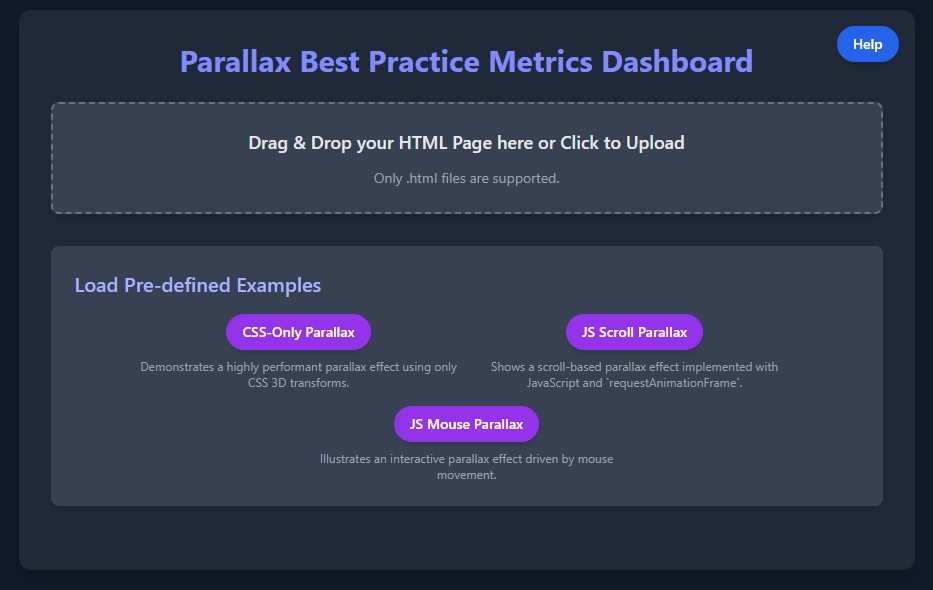 Help
Parallax Best Practice Metrics Dashboard
Drag & Drop your HTML Page here or Click to Upload
Only .html files are supported.
Load Pre-defined Examples
CSS-Only Parallax
Demonstrates a highly performant parallax effect using only
CSS 3D transforms.
JS Scroll Parallax
Shows a scroll-based parallax effect implemented with
JavaScript and `requestAnimationFrame`.
JS Mouse Parallax
Illustrates an interactive parallax effect driven by mouse
movement.